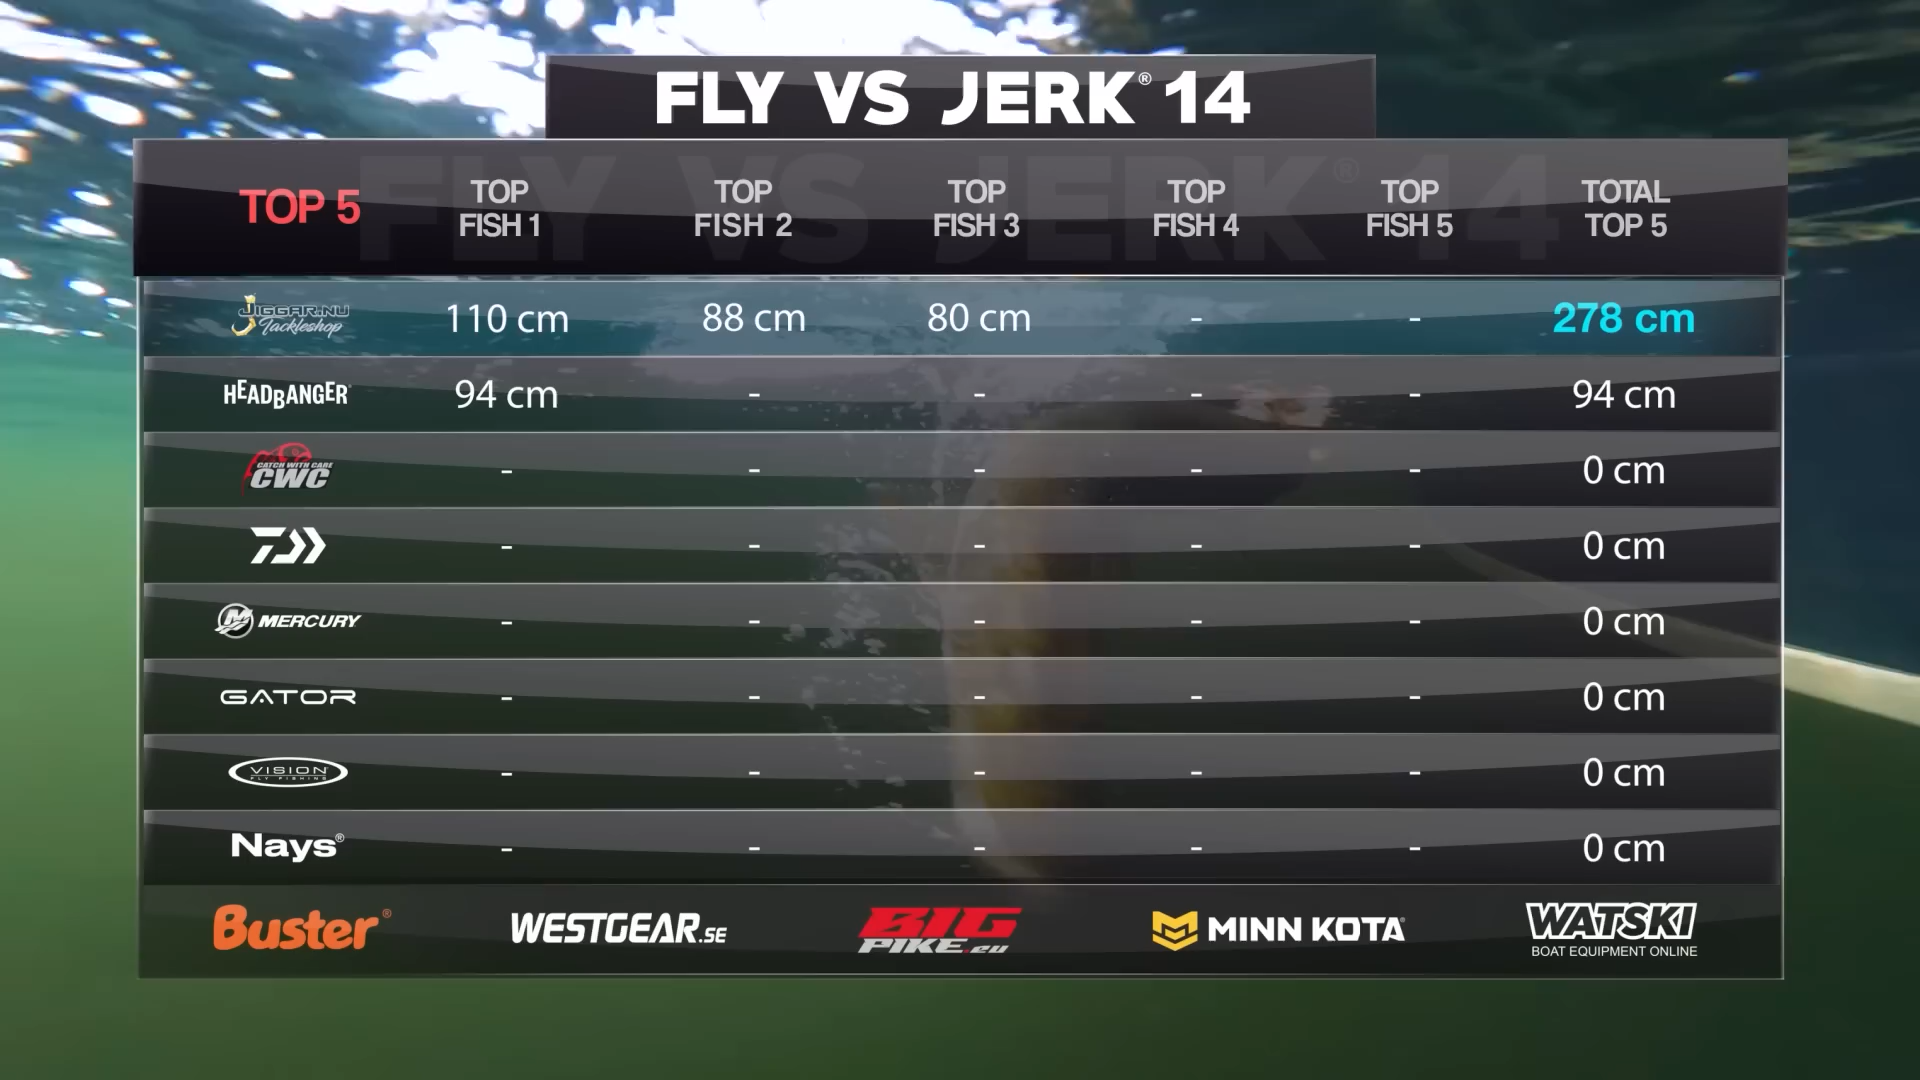 FLY VS JERK® 14
TOP 5 TOP FISH 1 TOP FISH 2 TOP FISH 3 TOP FISH 4 TOP FISH 5 TOTAL TOP 5
JIGGAR.NU Tackleshop 110 cm 88 cm 80 cm - - 278 cm
HEADBANGER 94 cm - - - - 94 cm
CATCH WITH CARE CWC - - - - - 0 cm
- - - - - 0 cm
MERCURY - - - - - 0 cm
GATOR - - - - - 0 cm
VISION FLY FISHING - - - - - 0 cm
Nays® - - - - - 0 cm
Buster® WESTGEAR.SE BIG PIKE.eu MINN KOTA® WATSKI BOAT EQUIPMENT ONLINE